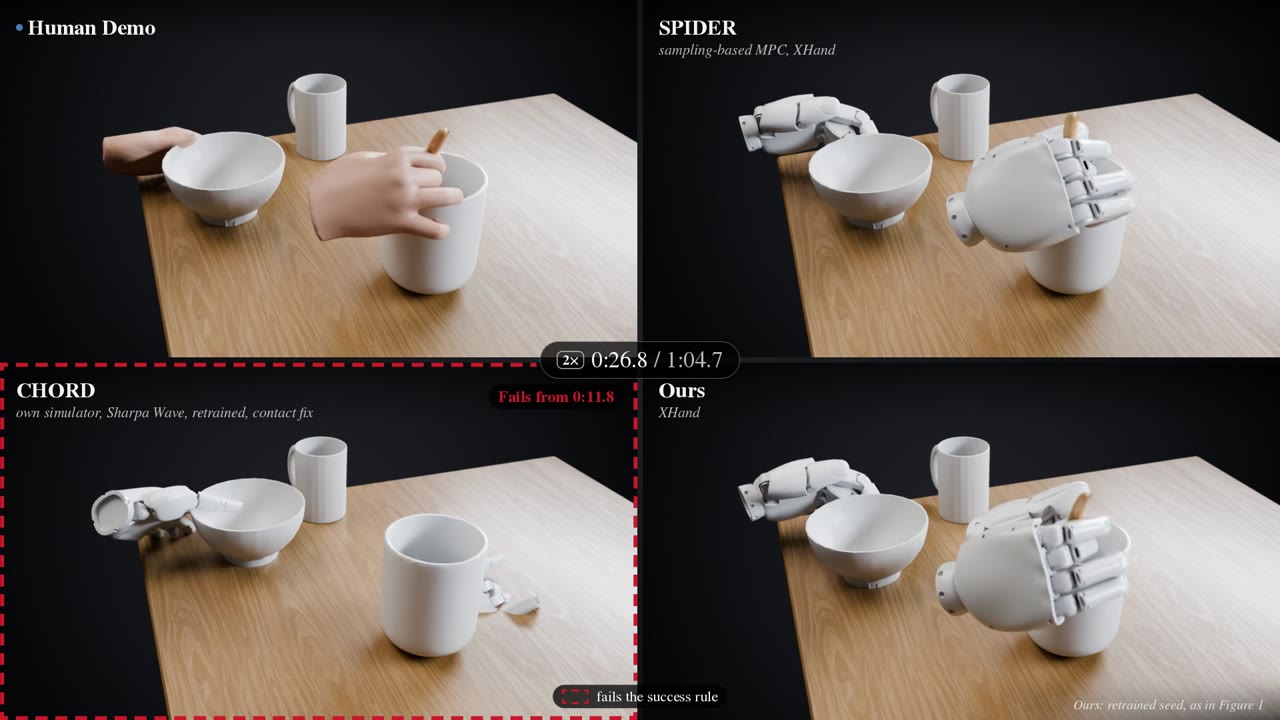 Human Demo
SPIDER
sampling-based MPC, XHand
2× 0:26.8 / 1:04.7
CHORD
own simulator, Sharpa Wave, retrained, contact fix
Fails from 0:11.8
Ours
XHand
fails the success rule
Ours: retrained seed, as in Figure 1